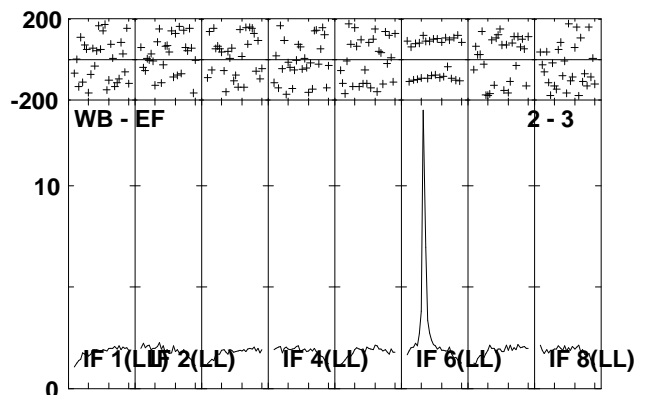 200
-200
WB - EF 2 - 3
10
IF 1(LL) IF 2(LL) IF 4(LL) IF 6(LL) IF 8(LL)
0